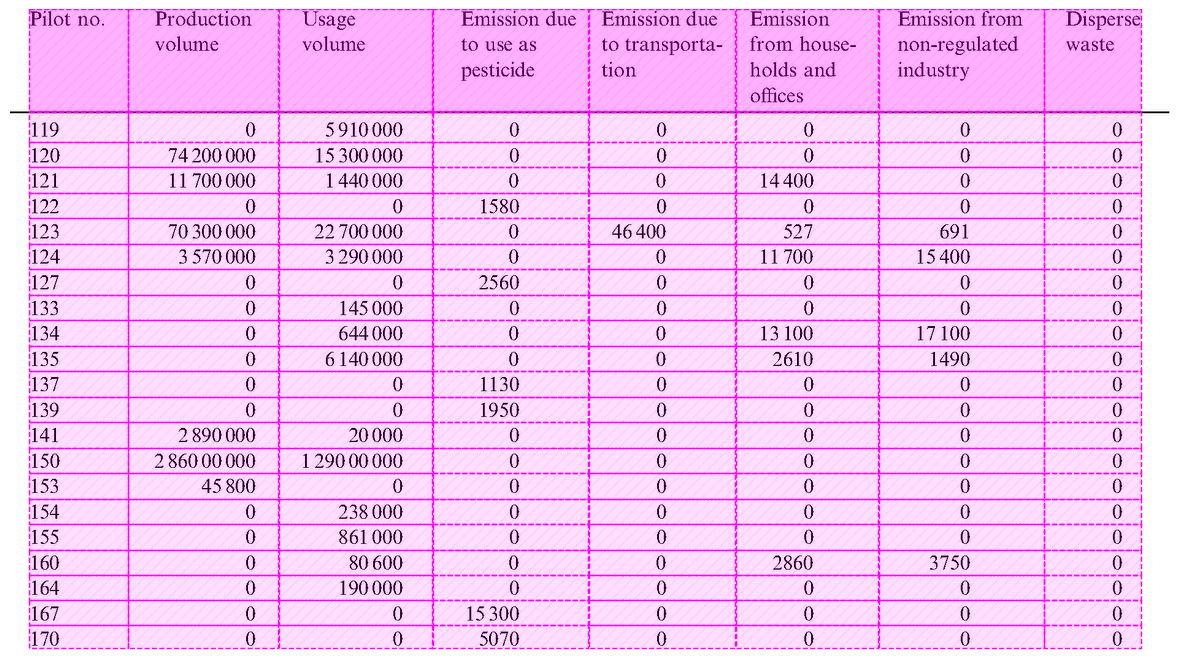 Pilot no. Production volume Usage volume Emission due to use as pesticide Emission due to transporta- tion Emission from house- holds and offices Emission from non-regulated industry Disperse waste
119 0 5 910 000 0 0 0 0 0
120 74 200 000 15 300 000 0 0 0 0 0
121 11 700 000 1 440 000 0 0 14 400 0 0
122 0 0 1580 0 0 0 0
123 70 300 000 22 700 000 0 46 400 527 691 0
124 3 570 000 3 290 000 0 0 11 700 15 400 0
127 0 0 2560 0 0 0 0
133 0 145 000 0 0 0 0 0
134 0 644 000 0 0 13 100 17 100 0
135 0 6 140 000 0 0 2610 1490 0
137 0 0 1130 0 0 0 0
139 0 0 1950 0 0 0 0
141 2 890 000 20 000 0 0 0 0 0
150 2 860 00 000 1 290 00 000 0 0 0 0 0
153 45 800 0 0 0 0 0 0
154 0 238 000 0 0 0 0 0
155 0 861 000 0 0 0 0 0
160 0 80 600 0 0 2860 3750 0
164 0 190 000 0 0 0 0 0
167 0 0 15 300 0 0 0 0
170 0 0 5070 0 0 0 0